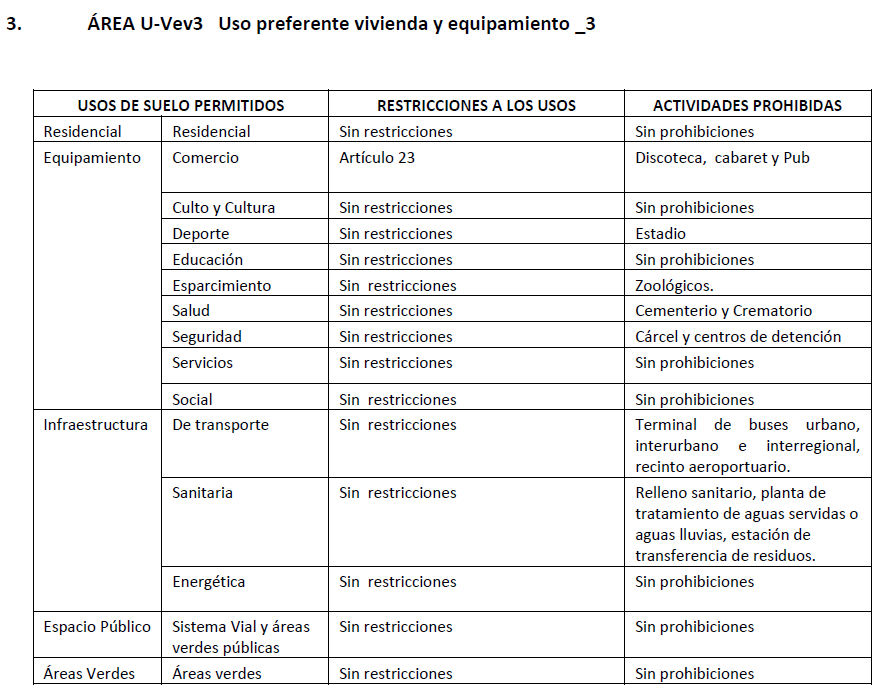 3. ÁREA U-Vev3 Uso preferente vivienda y equipamiento _3
USOS DE SUELO PERMITIDOS RESTRICCIONES A LOS USOS ACTIVIDADES PROHIBIDAS
Residencial Residencial Sin restricciones Sin prohibiciones
Equipamiento Comercio Artículo 23 Discoteca, cabaret y Pub
Culto y Cultura Sin restricciones Sin prohibiciones
Deporte Sin restricciones Estadio
Educación Sin restricciones Sin prohibiciones
Esparcimiento Sin restricciones Zoológicos.
Salud Sin restricciones Cementerio y Crematorio
Seguridad Sin restricciones Cárcel y centros de detención
Servicios Sin restricciones Sin prohibiciones
Social Sin restricciones Sin prohibiciones
Infraestructura De transporte Sin restricciones Terminal de buses urbano,
interurbano e interregional,
recinto aeroportuario.
Sanitaria Sin restricciones Relleno sanitario, planta de
tratamiento de aguas servidas o
aguas lluvias, estación de
transferencia de residuos.
Energética Sin restricciones Sin prohibiciones
Espacio Público Sistema Vial y áreas Sin restricciones Sin prohibiciones
verdes públicas
Áreas Verdes Áreas verdes Sin restricciones Sin prohibiciones